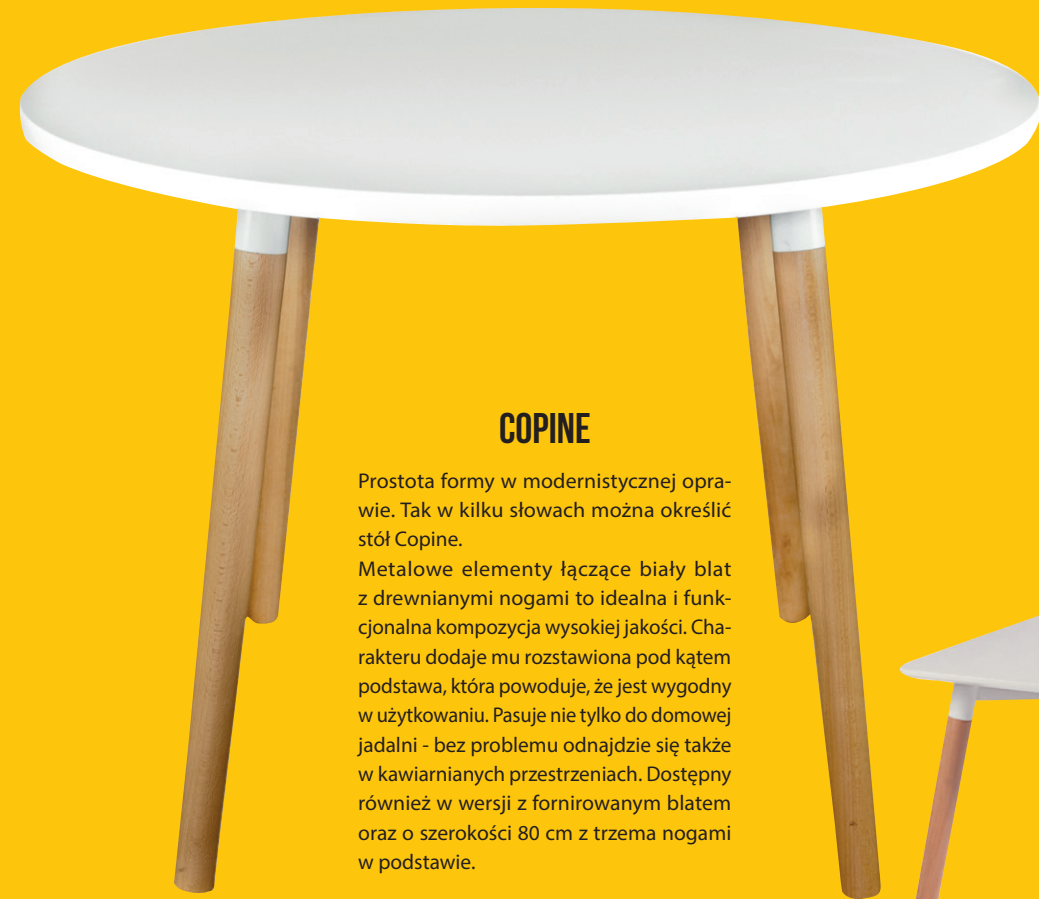 COPINE
Prostota formy w modernistycznej opra-
wie. Tak w kilku słowach można określić
stół Copine.
Metalowe elementy łączące biały blat
z drewnianymi nogami to idealna i funk-
cjonalna kompozycja wysokiej jakości. Cha-
rakteru dodaje mu rozstawiona pod kątem
podstawa, która powoduje, że jest wygodny
w użytkowaniu. Pasuje nie tylko do domowej
jadalni - bez problemu odnajdzie się także
w kawiarnianych przestrzeniach. Dostępny
również w wersji z fornirowanym blatem
oraz o szerokości 80 cm z trzema nogami
w podstawie.